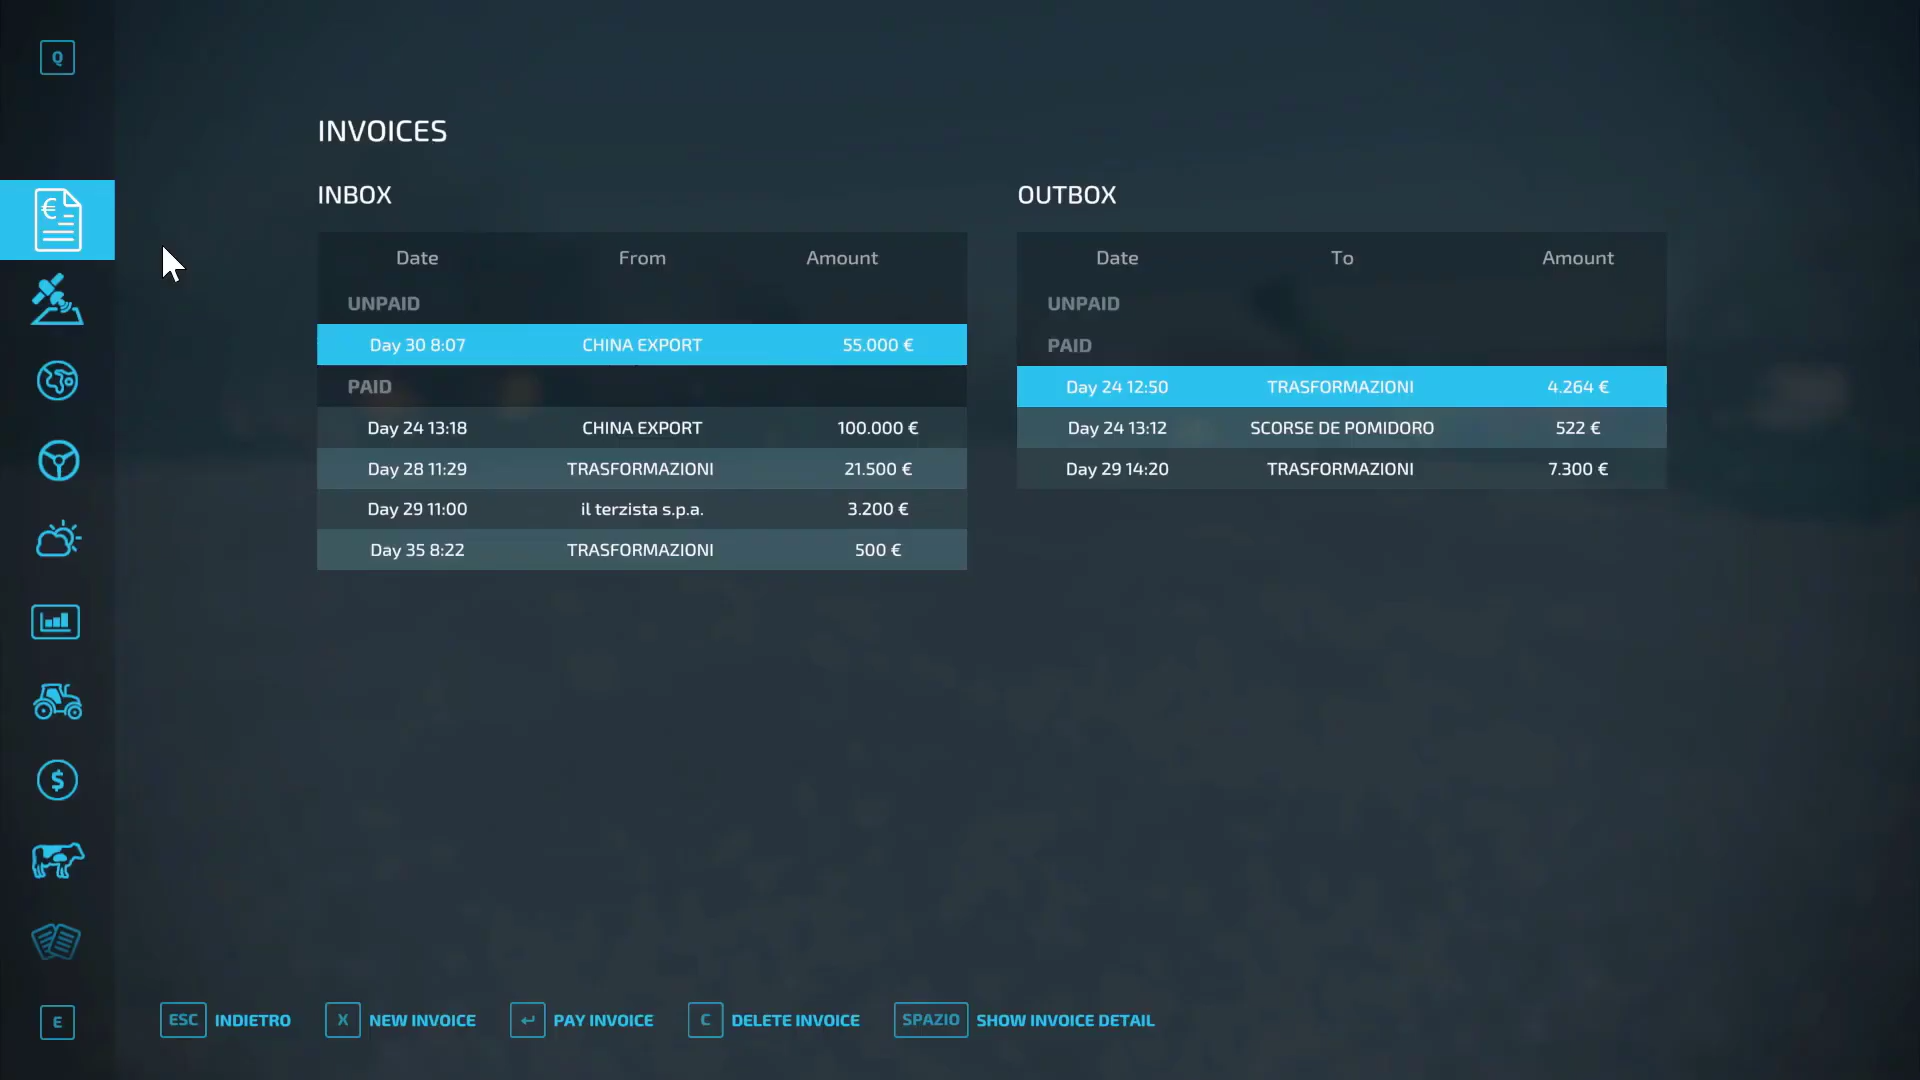 Q
INVOICES
INBOX
Date From Amount
UNPAID
Day 30 8:07 CHINA EXPORT 55.000 €
PAID
Day 24 13:18 CHINA EXPORT 100.000 €
Day 28 11:29 TRASFORMAZIONI 21.500 €
Day 29 11:00 il terzista s.p.a. 3.200 €
Day 35 8:22 TRASFORMAZIONI 500 €
OUTBOX
Date To Amount
UNPAID
PAID
Day 24 12:50 TRASFORMAZIONI 4.264 €
Day 24 13:12 SCORSE DE POMIDORO 522 €
Day 29 14:20 TRASFORMAZIONI 7.300 €
€
$
E
ESC INDIETRO X NEW INVOICE ↵ PAY INVOICE C DELETE INVOICE SPAZIO SHOW INVOICE DETAIL